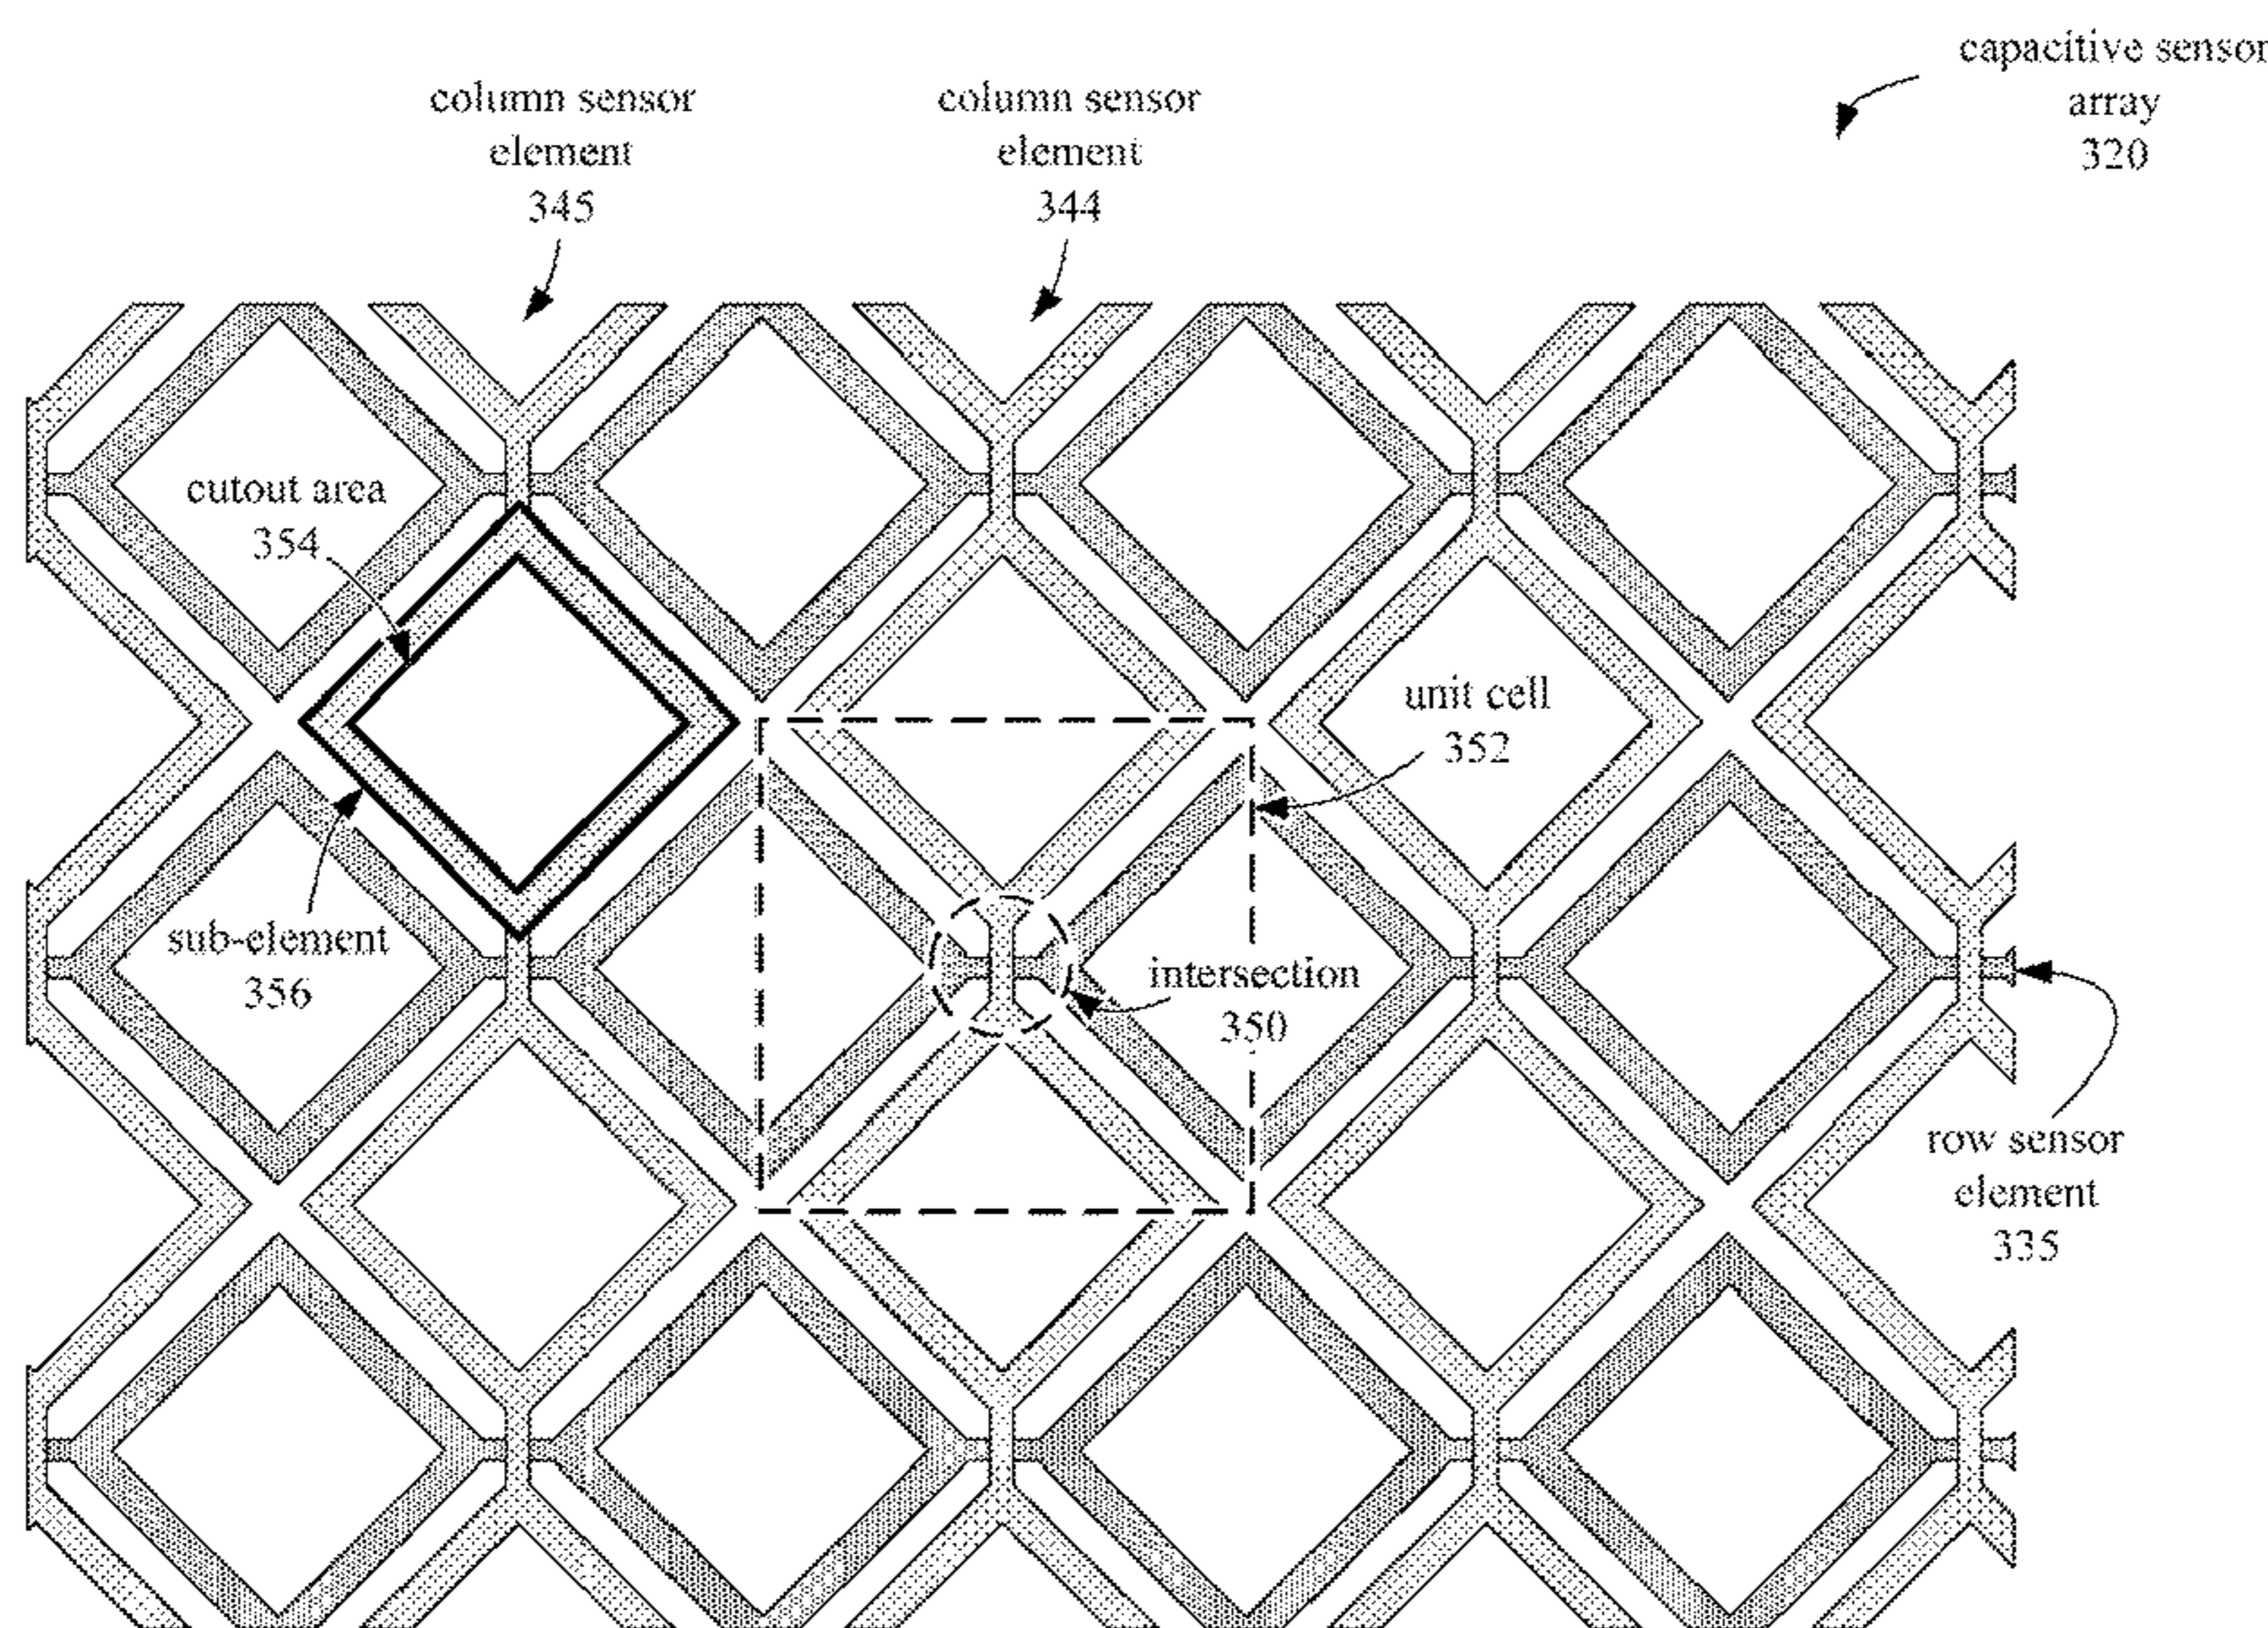 capacitive sensor
array
320
column sensor
element
345
column sensor
element
344
cutout area
354
unit cell
352
sub-element
356
intersection
350
row sensor
element
335